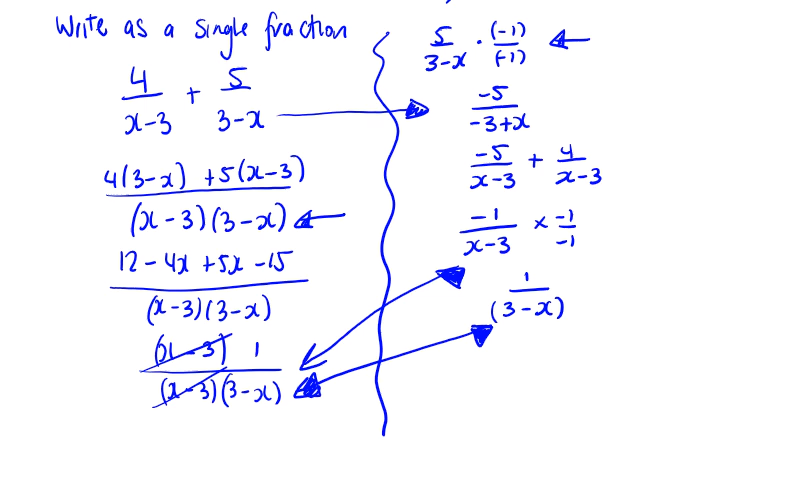 Write as a single fraction
4/(x-3) + 5/(3-x)
(4(3-x) + 5(x-3))/((x-3)(3-x))
(12 - 4x + 5x - 15)/((x-3)(3-x))
((x-3) 1)/((x-3)(3-x))
5/(3-x) · (-1)/(-1)
-5/(-3+x)
-5/(x-3) + 4/(x-3)
-1/(x-3) × -1/-1
1/(3-x)